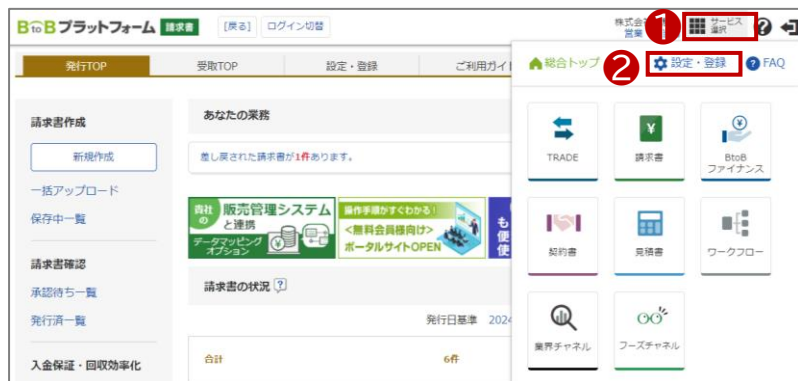 BtoBプラットフォーム 請求書 [戻る] ログイン切替
株式会
営業
1
サービス
選択
発行TOP 受取TOP 設定・登録 ご利用ガイ
総合トップ 2 設定・登録 FAQ
請求書作成
新規作成
一括アップロード
保存中一覧
請求書確認
承認待ち一覧
発行済一覧
入金保証・回収効率化
あなたの業務
差し戻された請求書が1件あります。
貴社の 販売管理システムと連携
データマッピング
オプション
操作手順がすぐわかる!
<無料会員様向け>
ポータルサイトOPEN
も
便
使
請求書の状況
発行日基準 2024
合計 6件
TRADE 請求書 BtoB
ファイナンス
契約書 見積書 ワークフロー
業界チャネル フーズチャネル